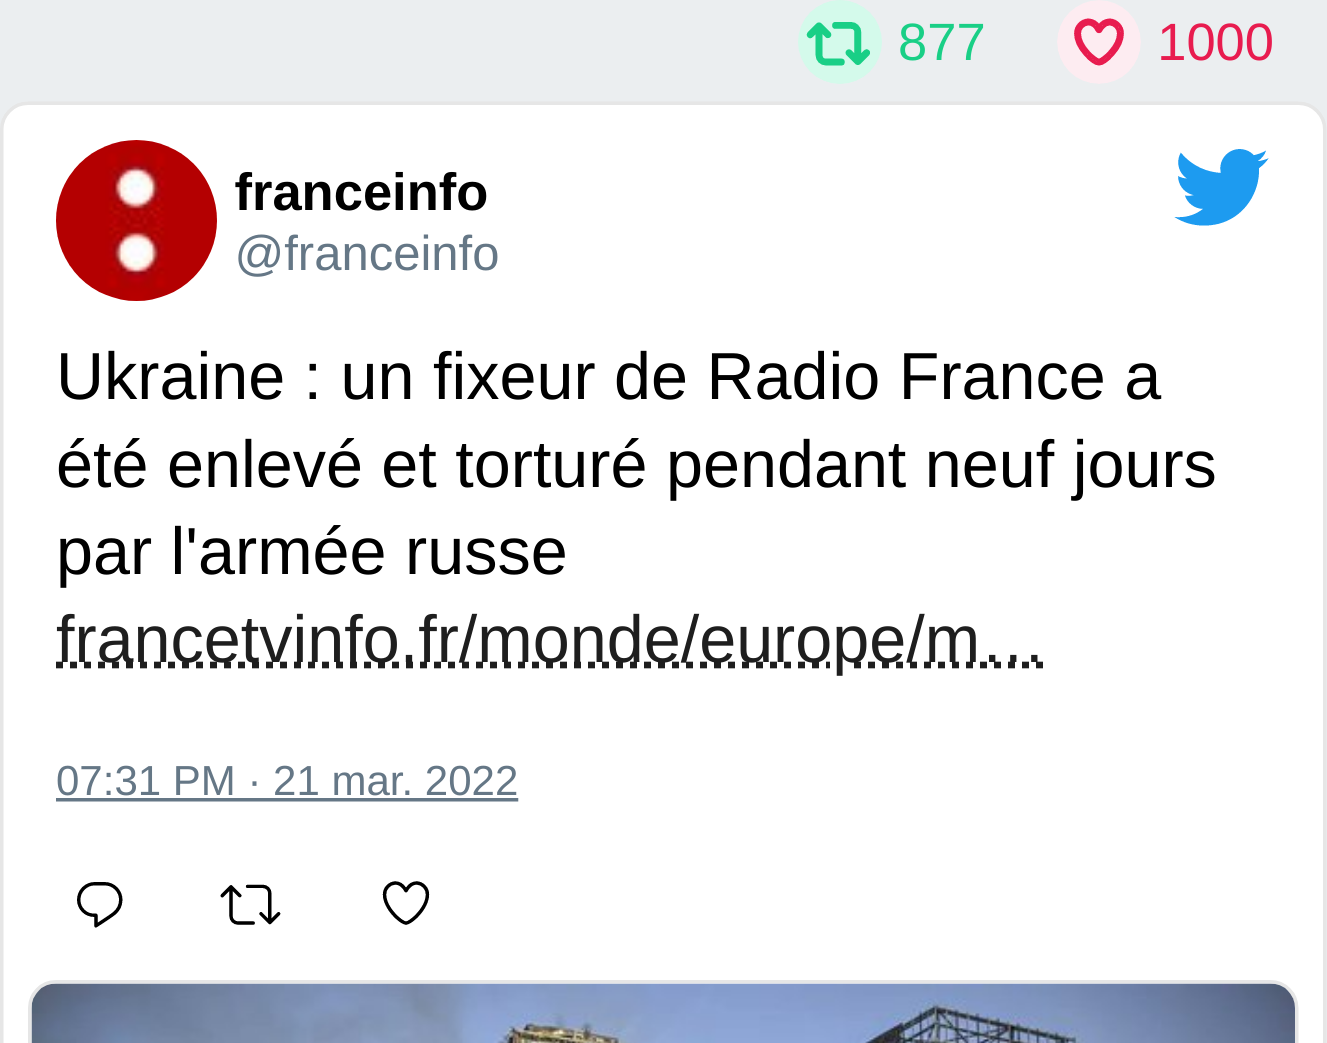 877 1000
franceinfo
@franceinfo
Ukraine : un fixeur de Radio France a
été enlevé et torturé pendant neuf jours
par l'armée russe
francetvinfo.fr/monde/europe/m…
07:31 PM · 21 mar. 2022